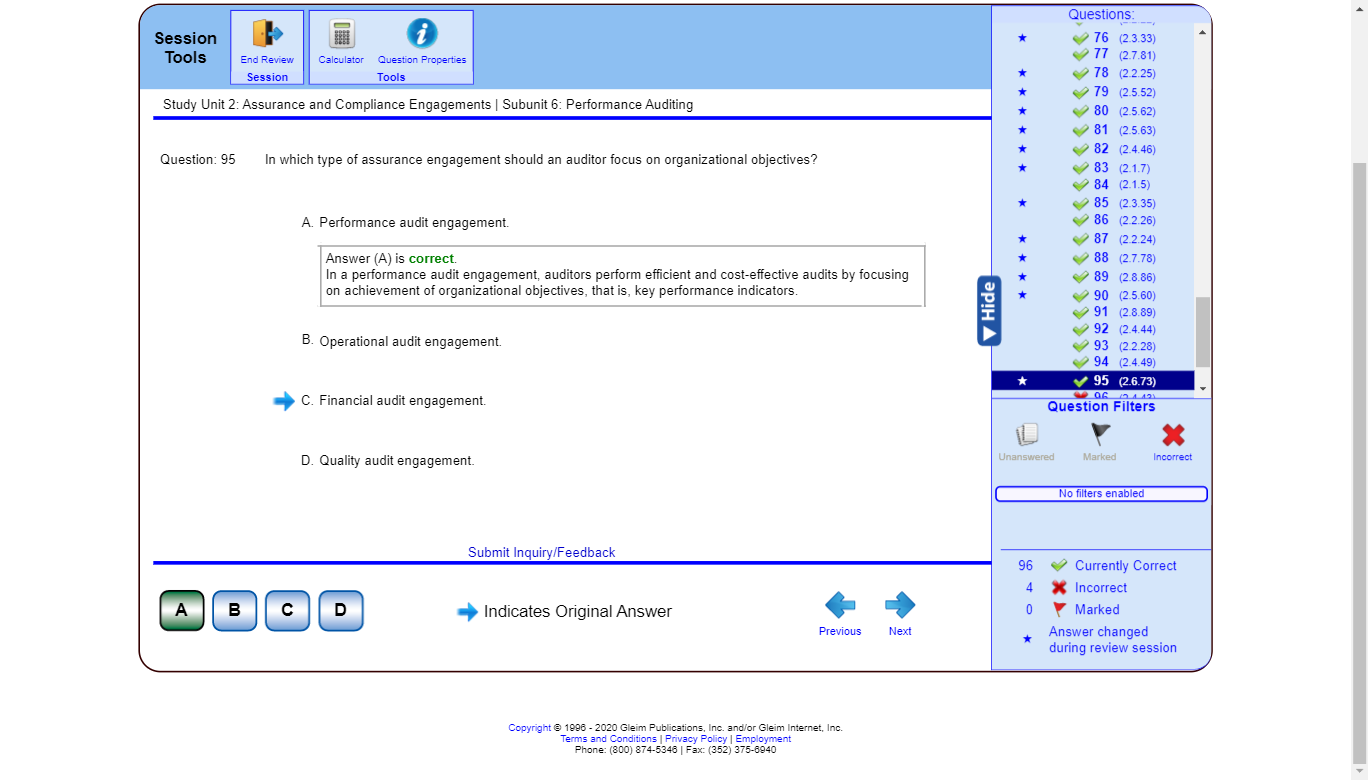 Session Tools
End Review
Session
Calculator
Question Properties
Tools
Study Unit 2: Assurance and Compliance Engagements | Subunit 6: Performance Auditing
Question: 95
In which type of assurance engagement should an auditor focus on organizational objectives?
A. Performance audit engagement.
Answer (A) is correct.
In a performance audit engagement, auditors perform efficient and cost-effective audits by focusing
on achievement of organizational objectives, that is, key performance indicators.
B. Operational audit engagement.
C. Financial audit engagement.
D. Quality audit engagement.
Submit Inquiry/Feedback
A
B
C
D
Indicates Original Answer
Previous
Next
Hide
Questions:
76 (2.3.33)
77 (2.7.81)
78 (2.2.25)
79 (2.5.52)
80 (2.5.62)
81 (2.5.63)
82 (2.4.46)
83 (2.1.7)
84 (2.1.5)
85 (2.3.35)
86 (2.2.26)
87 (2.2.24)
88 (2.7.78)
89 (2.8.86)
90 (2.5.60)
91 (2.8.89)
92 (2.4.44)
93 (2.2.28)
94 (2.4.49)
95 (2.6.73)
Question Filters
Unanswered
Marked
Incorrect
No filters enabled
96 Currently Correct
4 Incorrect
0 Marked
Answer changed
during review session
Copyright © 1996 - 2020 Gleim Publications, Inc. and/or Gleim Internet, Inc.
Terms and Conditions | Privacy Policy | Employment
Phone: (800) 874-5346 | Fax: (352) 375-6940